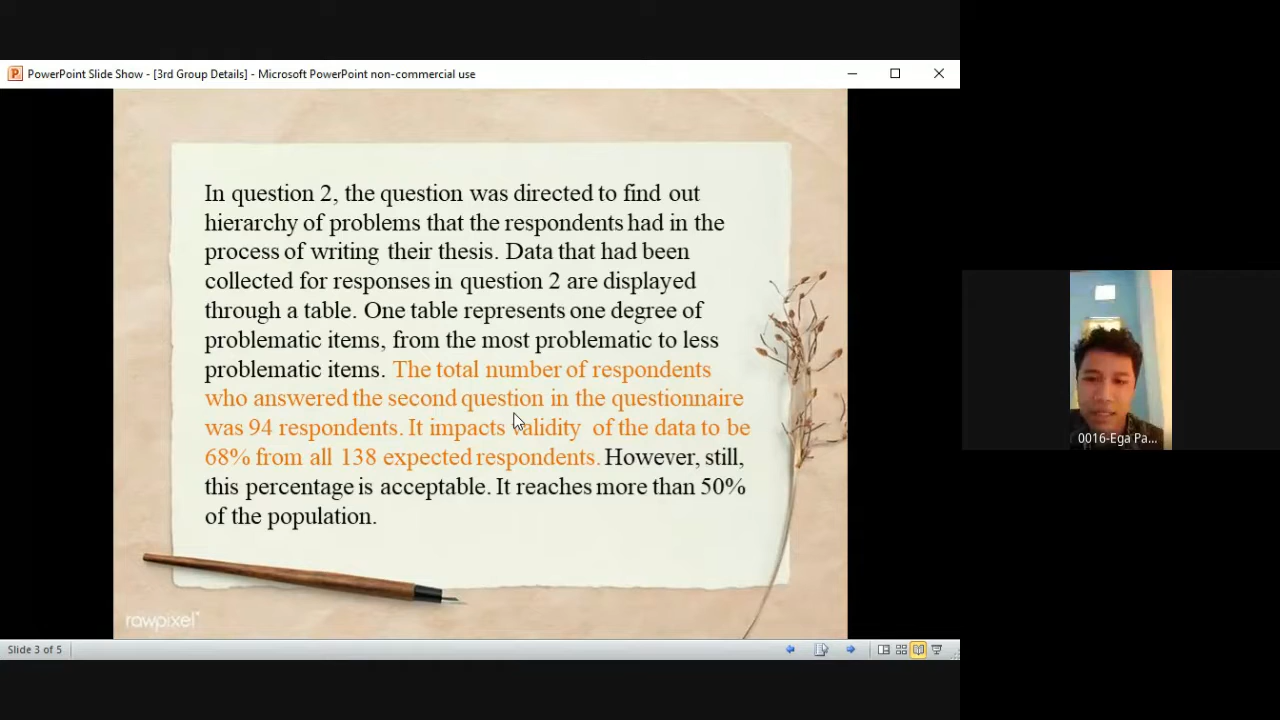 PowerPoint Slide Show - [3rd Group Details] - Microsoft PowerPoint non-commercial use
In question 2, the question was directed to find out
hierarchy of problems that the respondents had in the
process of writing their thesis. Data that had been
collected for responses in question 2 are displayed
through a table. One table represents one degree of
problematic items, from the most problematic to less
problematic items. The total number of respondents
who answered the second question in the questionnaire
was 94 respondents. It impacts validity of the data to be
68% from all 138 expected respondents. However, still,
this percentage is acceptable. It reaches more than 50%
of the population.
rawpixel
Slide 3 of 5
0016-Ega Pa...